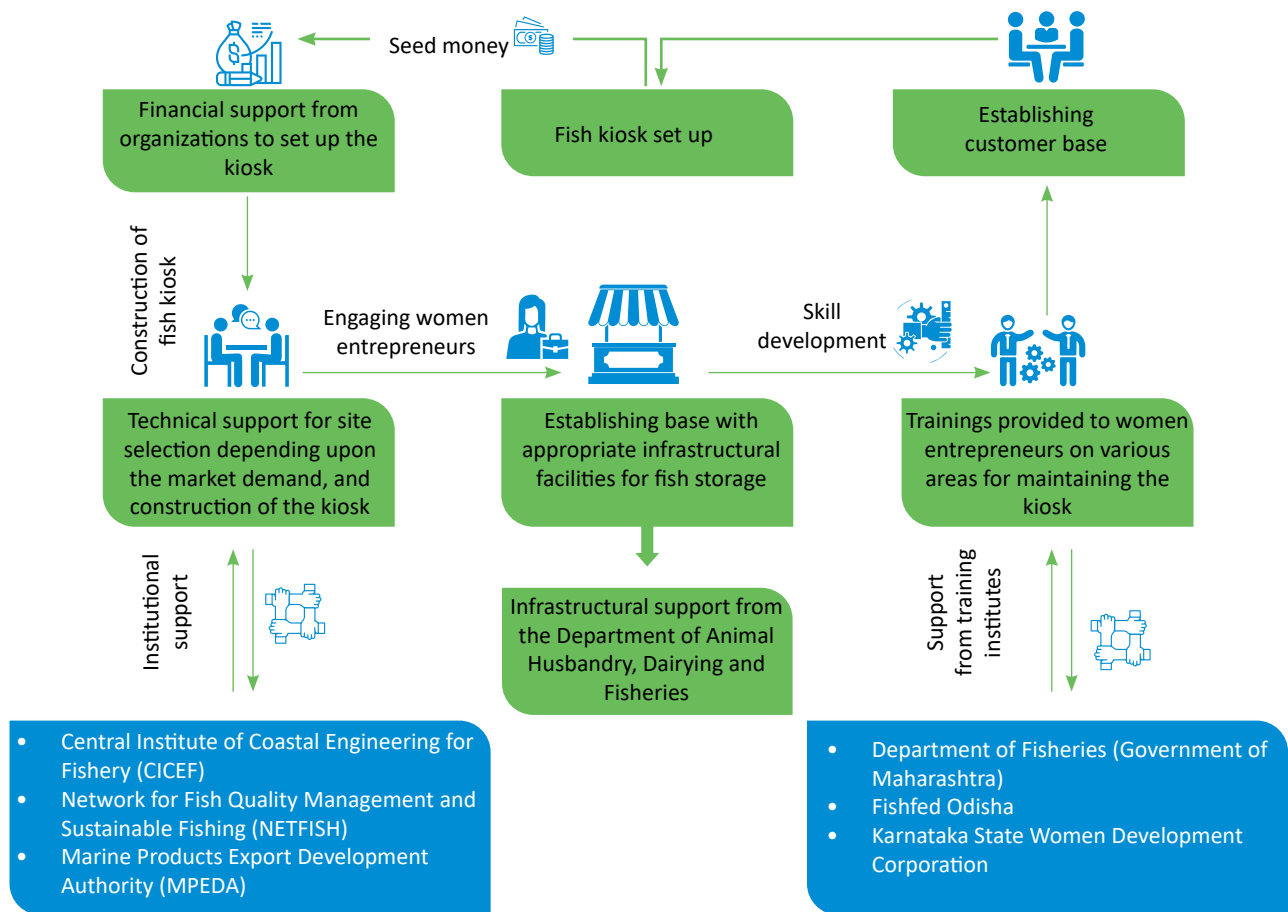 Seed money
Financial support from
organizations to set up the
kiosk
Fish kiosk set up
Establishing
customer base
Construction of
fish kiosk
Engaging women
entrepreneurs
Skill
development
Technical support for site
selection depending upon
the market demand, and
construction of the kiosk
Establishing base with
appropriate infrastructural
facilities for fish storage
Trainings provided to women
entrepreneurs on various
areas for maintaining the
kiosk
Institutional
support
Infrastructural support from
the Department of Animal
Husbandry, Dairying and
Fisheries
Support
from training
institutes
• Central Institute of Coastal Engineering for
Fishery (CICEF)
• Network for Fish Quality Management and
Sustainable Fishing (NETFISH)
• Marine Products Export Development
Authority (MPEDA)
• Department of Fisheries (Government of
Maharashtra)
• Fishfed Odisha
• Karnataka State Women Development
Corporation